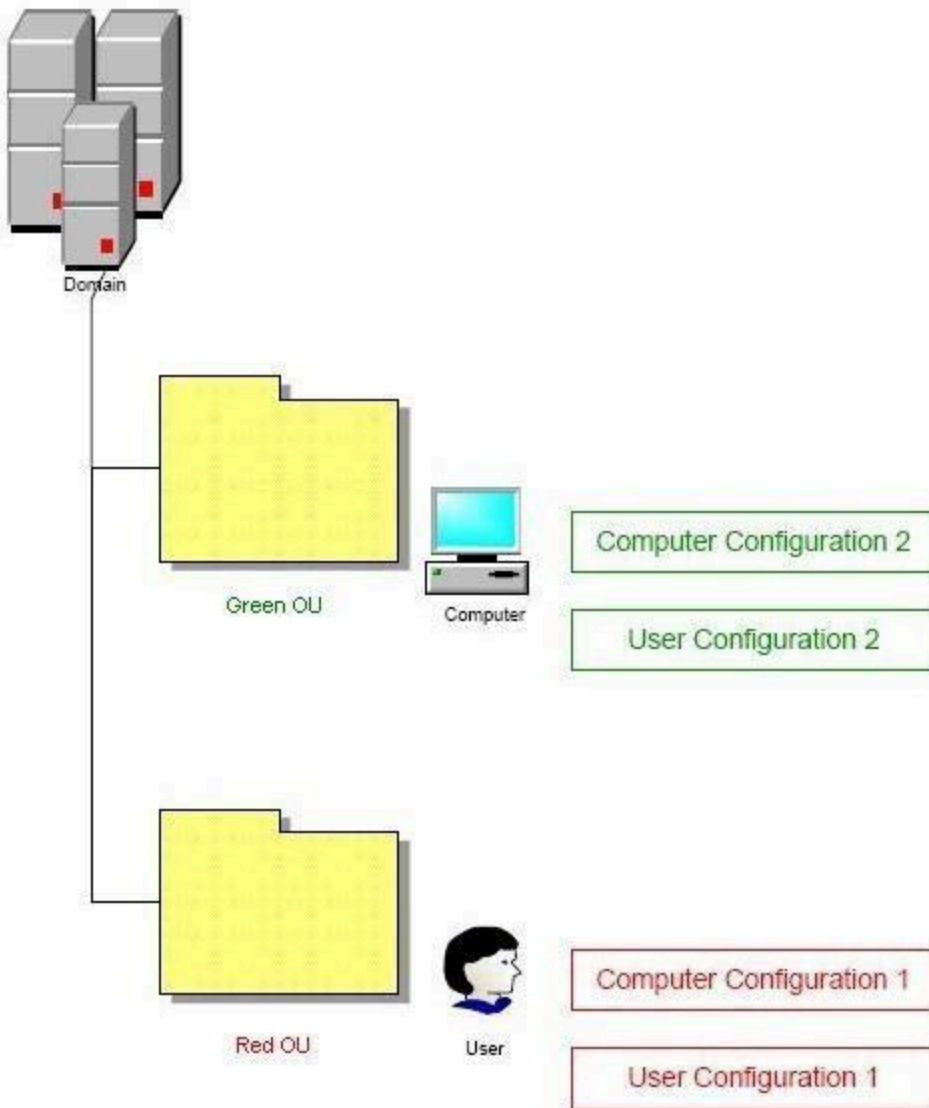 Domain
Green OU
Computer
Computer Configuration 2
User Configuration 2
Red OU
User
Computer Configuration 1
User Configuration 1